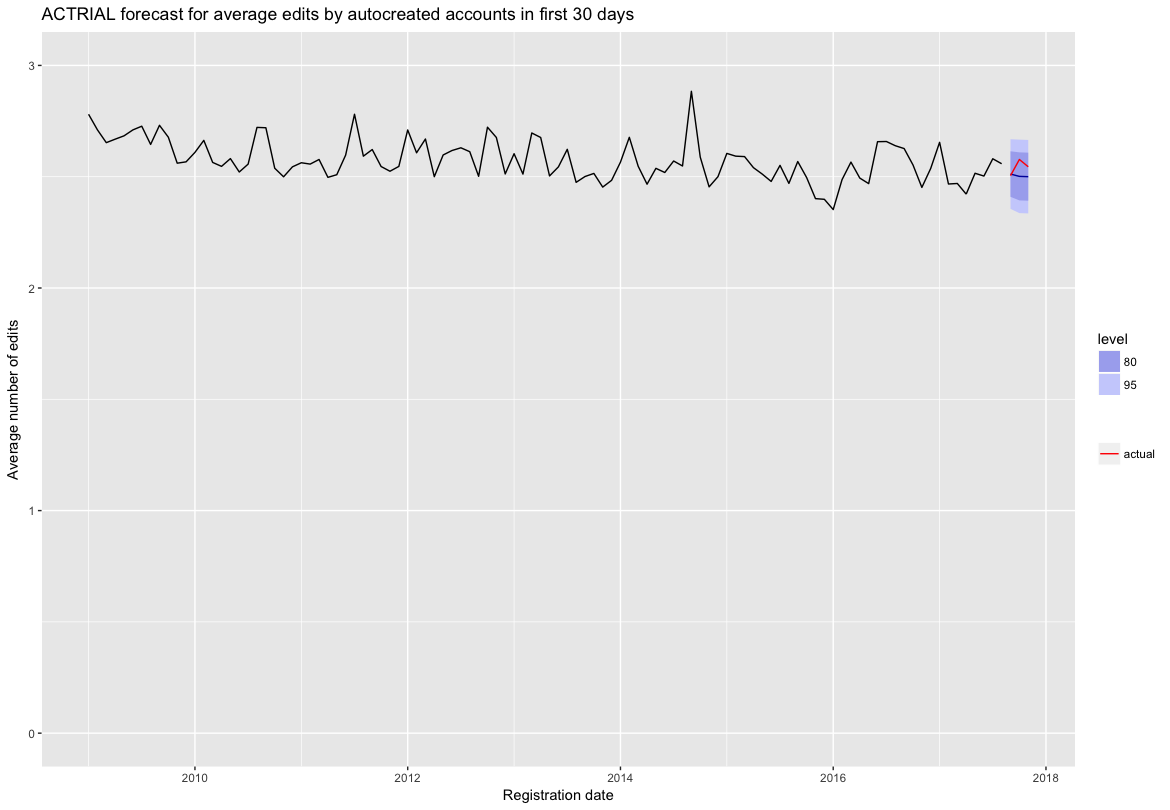 ACTRIAL forecast for average edits by autocreated accounts in first 30 days
3
2
1
0
Average number of edits
2010
2012
2014
2016
2018
Registration date
level
80
95
actual